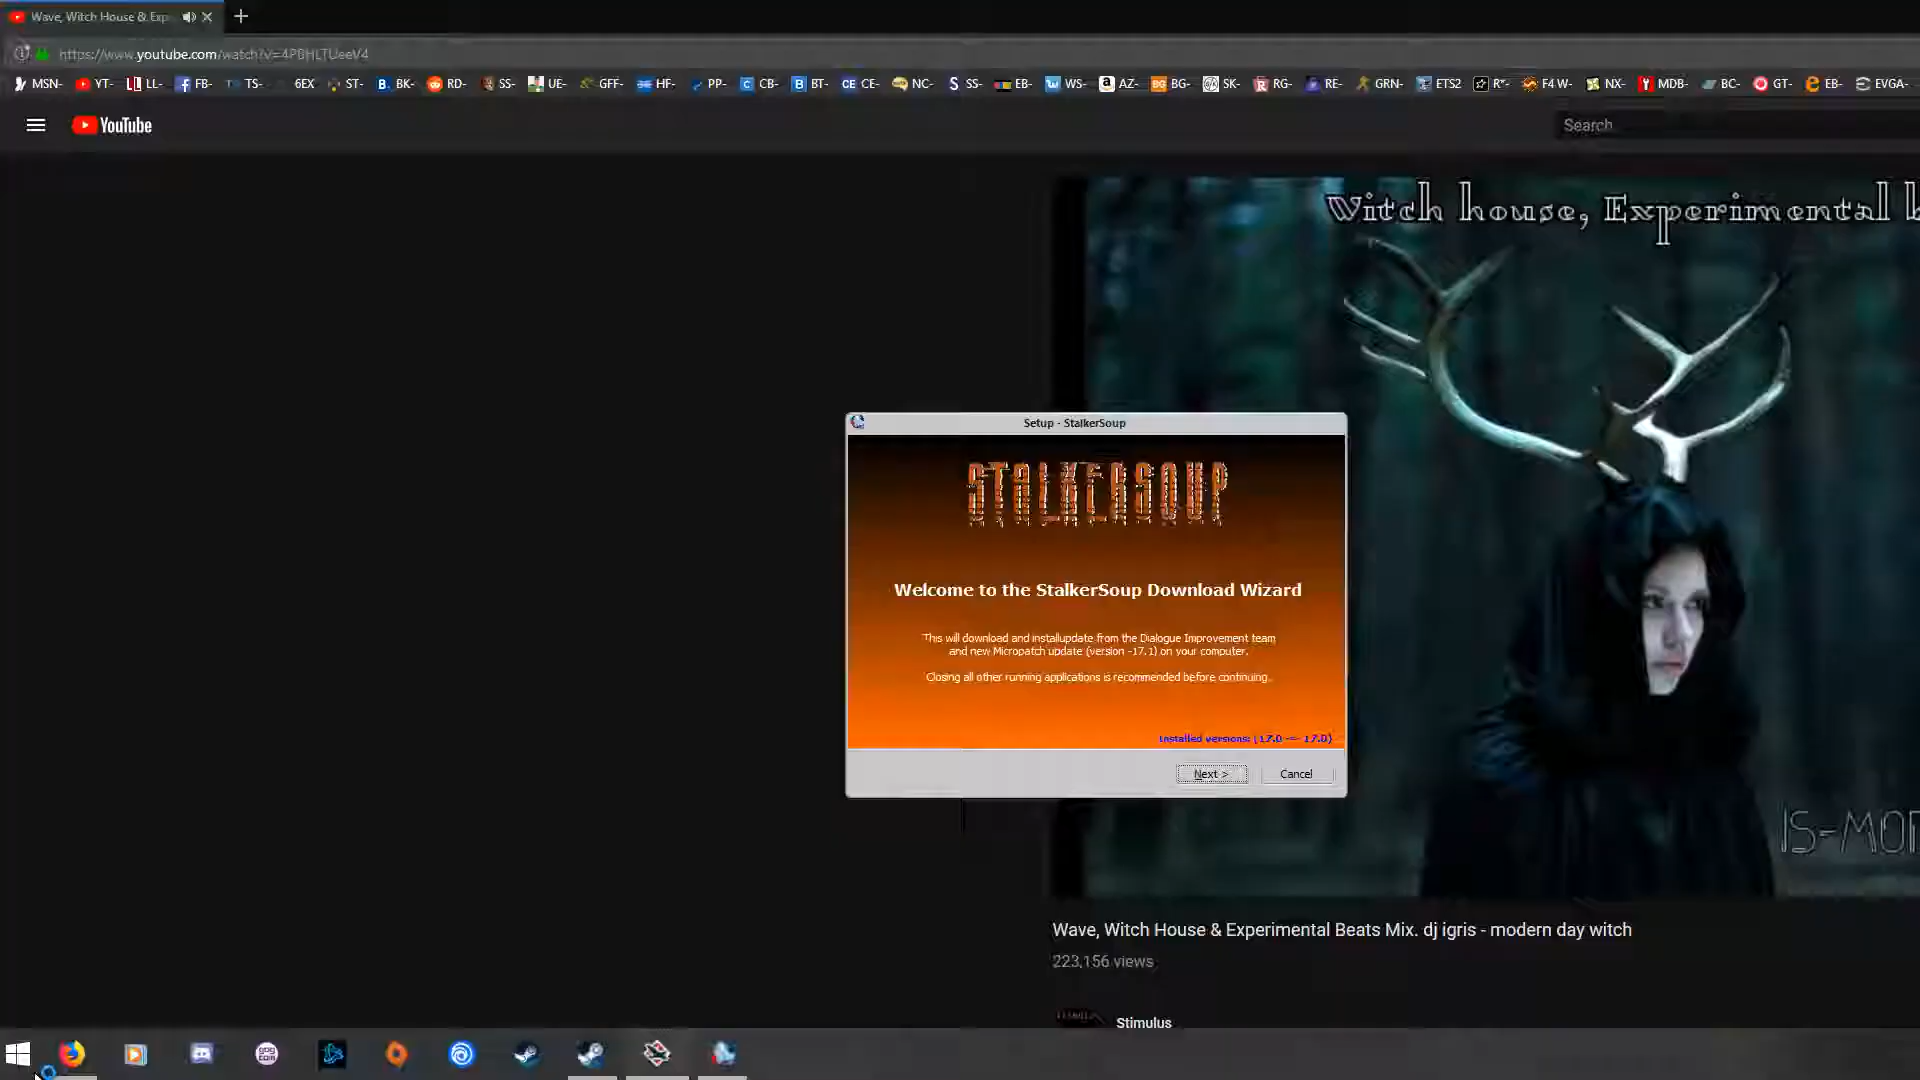 Wave, Witch House & Exp
https://www.youtube.com/watch?v=4PBHLTUeeV4
MSN- YT- LL- FB- TS- 6EX ST- BK- RD- SS- UE- GFF- HF- PP- CB- BT- CE- NC- SS- EB- WS- AZ- BG- SK- RG- RE- GRN- ETS2 R*- F4 W- NX- MDB- BC- GT- EB- EVGA-
YouTube
Search
Witch house, Experimental b
Setup - StalkerSoup
STALKERSOUP
Welcome to the StalkerSoup Download Wizard
This will download and installupdate from the Dialogue Improvement team
and new Micropatch update (version -17.1) on your computer.
Closing all other running applications is recommended before continuing.
Installed versions: (17.0 -- 17.0)
Next > Cancel
IS-MOD
Wave, Witch House & Experimental Beats Mix. dj igris - modern day witch
223,156 views
Stimulus
GOG COM